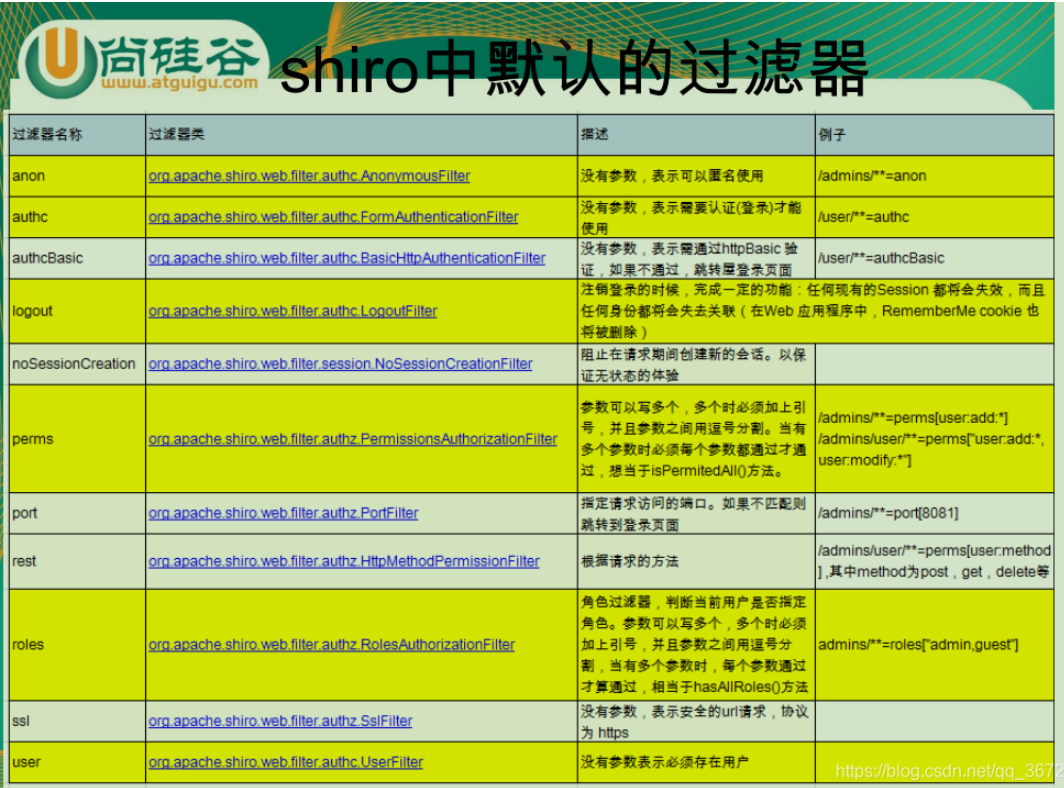 尚硅谷
www.atguigu.com
shiro中默认的过滤器
过滤器名称 过滤器类 描述 例子
anon org.apache.shiro.web.filter.authc.AnonymousFilter 没有参数，表示可以匿名使用 /admins/**=anon
authc org.apache.shiro.web.filter.authc.FormAuthenticationFilter 没有参数，表示需要认证(登录)才能
使用 /user/**=authc
authcBasic org.apache.shiro.web.filter.authc.BasicHttpAuthenticationFilter 没有参数，表示需通过httpBasic 验
证，如果不通过，跳转屋登录页面 /user/**=authcBasic
logout org.apache.shiro.web.filter.authc.LogoutFilter 注销登录的时候，完成一定的功能：任何现有的Session 都将会失效，而且
任何身份都将会失去关联（在Web 应用程序中，RememberMe cookie 也
将被删除）
noSessionCreation org.apache.shiro.web.filter.session.NoSessionCreationFilter 阻止在请求期间创建新的会话。以保
证无状态的体验
perms org.apache.shiro.web.filter.authz.PermissionsAuthorizationFilter 参数可以写多个，多个时必须加上引
号，并且参数之间用逗号分割。当有
多个参数时必须每个参数都通过才通
过，想当于isPermitedAll()方法。
/admins/**=perms[user:add:*]
/admins/user/**=perms["user:add:*,
user:modify:*"]
port org.apache.shiro.web.filter.authz.PortFilter 指定请求访问的端口。如果不匹配则
跳转到登录页面 /admins/**=port[8081]
rest org.apache.shiro.web.filter.authz.HttpMethodPermissionFilter 根据请求的方法 /admins/user/**=perms[user:method
] ,其中method为post，get，delete等
roles org.apache.shiro.web.filter.authz.RolesAuthorizationFilter 角色过滤器，判断当前用户是否指定
角色。参数可以写多个，多个时必须
加上引号，并且参数之间用逗号分
割，当有多个参数时，每个参数通过
才算通过，相当于hasAllRoles()方法
admins/**=roles["admin,guest"]
ssl org.apache.shiro.web.filter.authz.SslFilter 没有参数，表示安全的url请求，协议
为 https
user org.apache.shiro.web.filter.authc.UserFilter 没有参数表示必须存在用户
https://blog.csdn.net/qq_3672